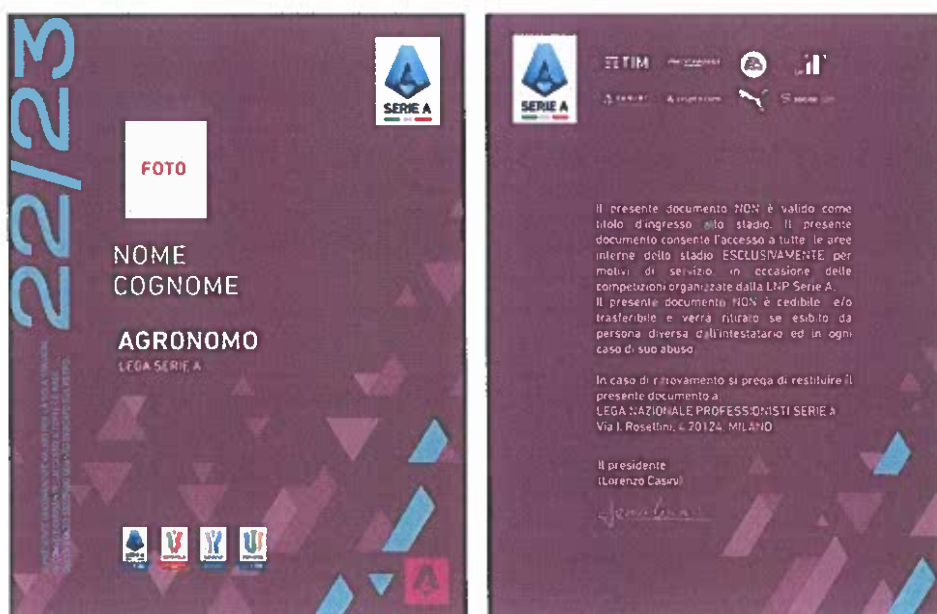 22/23
SERIE A
FOTO
NOME
COGNOME
AGRONOMO
LEGA SERIE A
SERIE A
TIM
Il presente documento NON è valido come
titolo d'ingresso allo stadio. Il presente
documento consente l'accesso a tutte le aree
interne dello stadio ESCLUSIVAMENTE per
motivi di servizio in occasione delle
competizioni organizzate dalla LNP Serie A.
Il presente documento NON è cedibile e/o
trasferibile e verrà ritirato se esibito da
persona diversa dall'intestatario ed in ogni
caso di suo abuso
In caso di ritrovamento si prega di restituire il
presente documento a
LEGA NAZIONALE PROFESSIONISTI SERIE A
Via I. Rosellini, 4 20124, MILANO
Il presidente
(Lorenzo Casini)